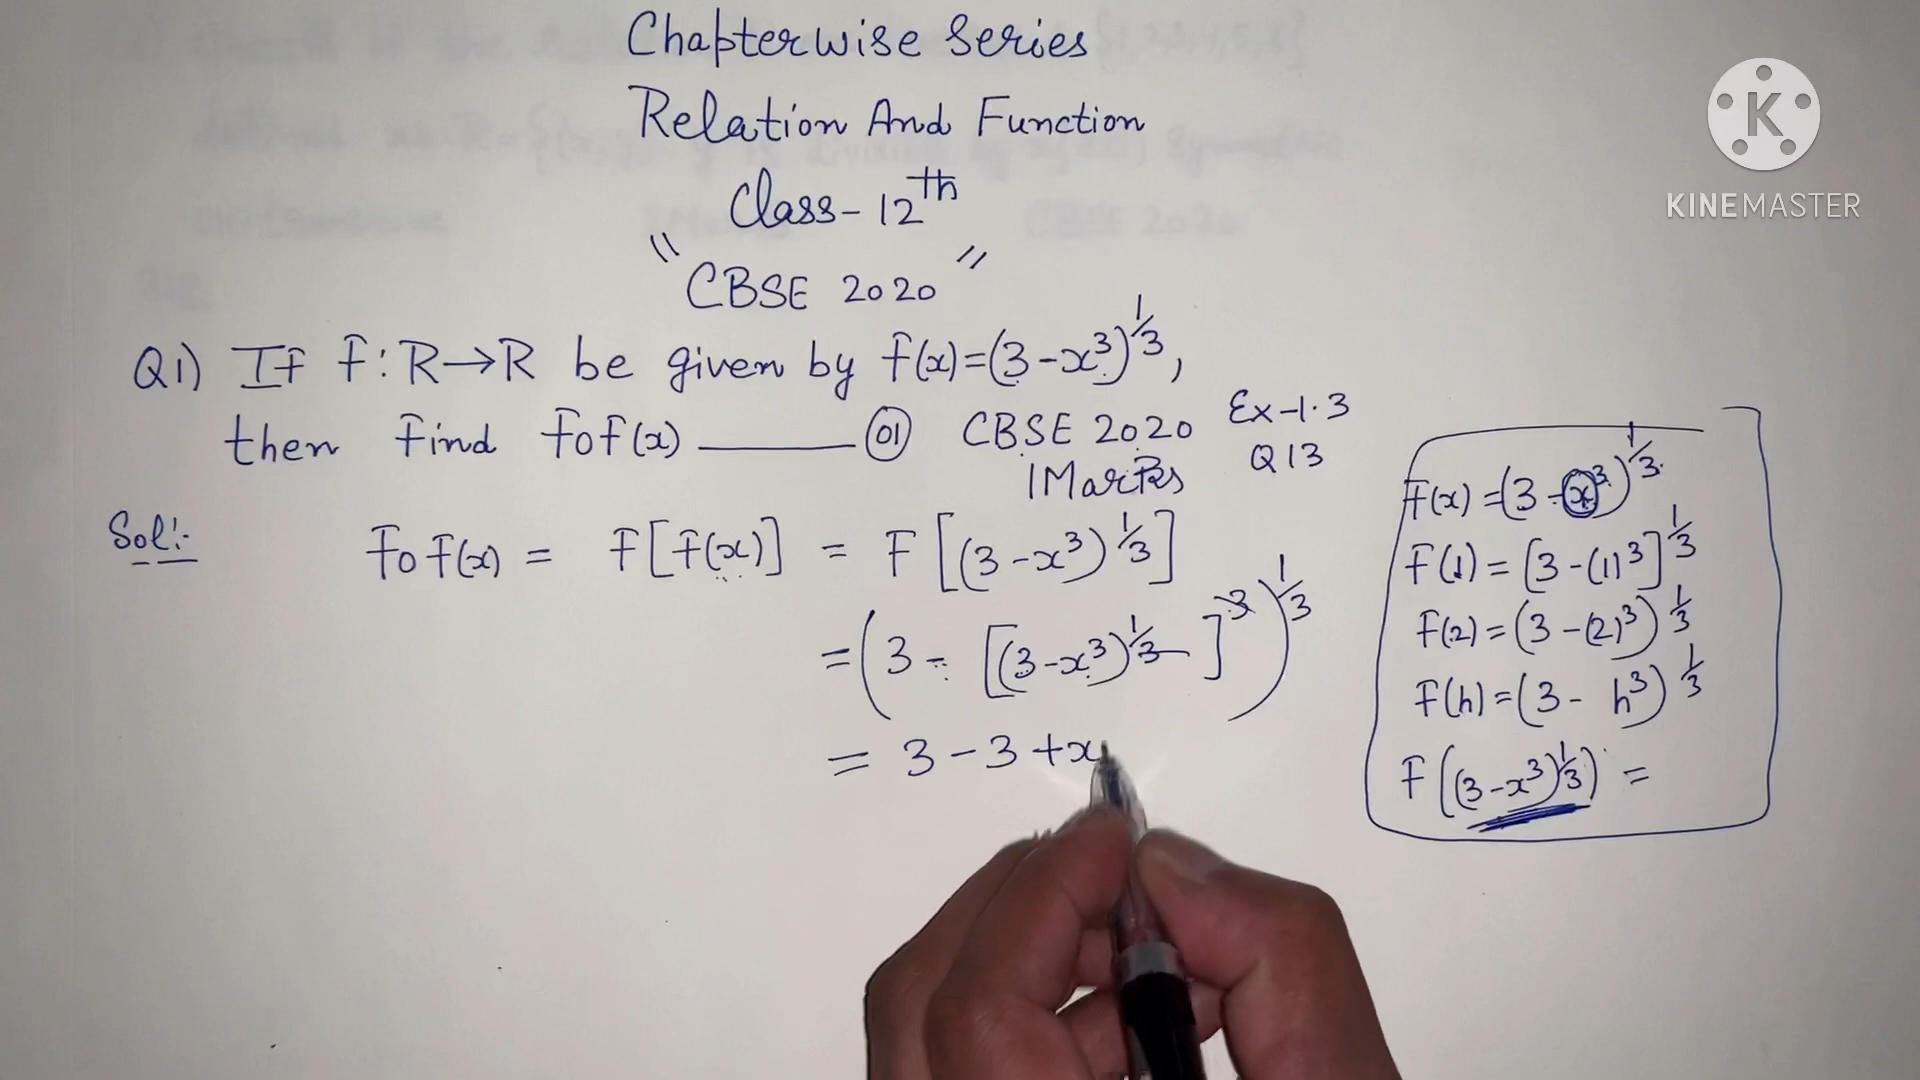 Chapterwise Series
Relation And Function
Class-12th
"CBSE 2020"
K
KINEMASTER
Q1) If f:R→R be given by f(x)=(3-x³)^1/3,
then find fof(x) ——— 01 CBSE 2020
1 Marks
Ex-1.3
Q13
Sol:- fof(x) = f[f(x)] = f[(3-x³)^1/3]
=(3-[(3-x³)^1/3]³)^1/3
= 3-3+x
f(x)=(3-x³)^1/3
f(1)=[3-(1)³]^1/3
f(2)=(3-(2)³)^1/3
f(h)=(3-h³)^1/3
f((3-x³)^1/3)=